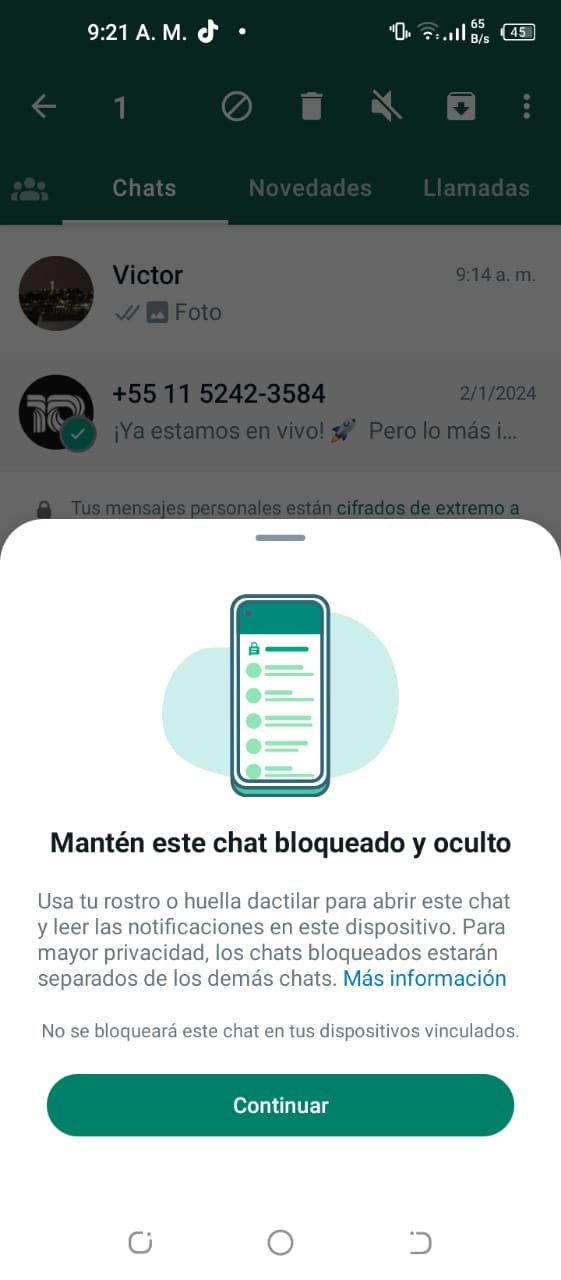 9:21 A. M.
65
B/s
45
1
Chats
Novedades
Llamadas
Victor
9:14 a. m.
Foto
+55 11 5242-3584
2/1/2024
¡Ya estamos en vivo! 🚀 Pero lo más i...
Tus mensajes personales están cifrados de extremo a
Mantén este chat bloqueado y oculto
Usa tu rostro o huella dactilar para abrir este chat
y leer las notificaciones en este dispositivo. Para
mayor privacidad, los chats bloqueados estarán
separados de los demás chats. Más información
No se bloqueará este chat en tus dispositivos vinculados.
Continuar